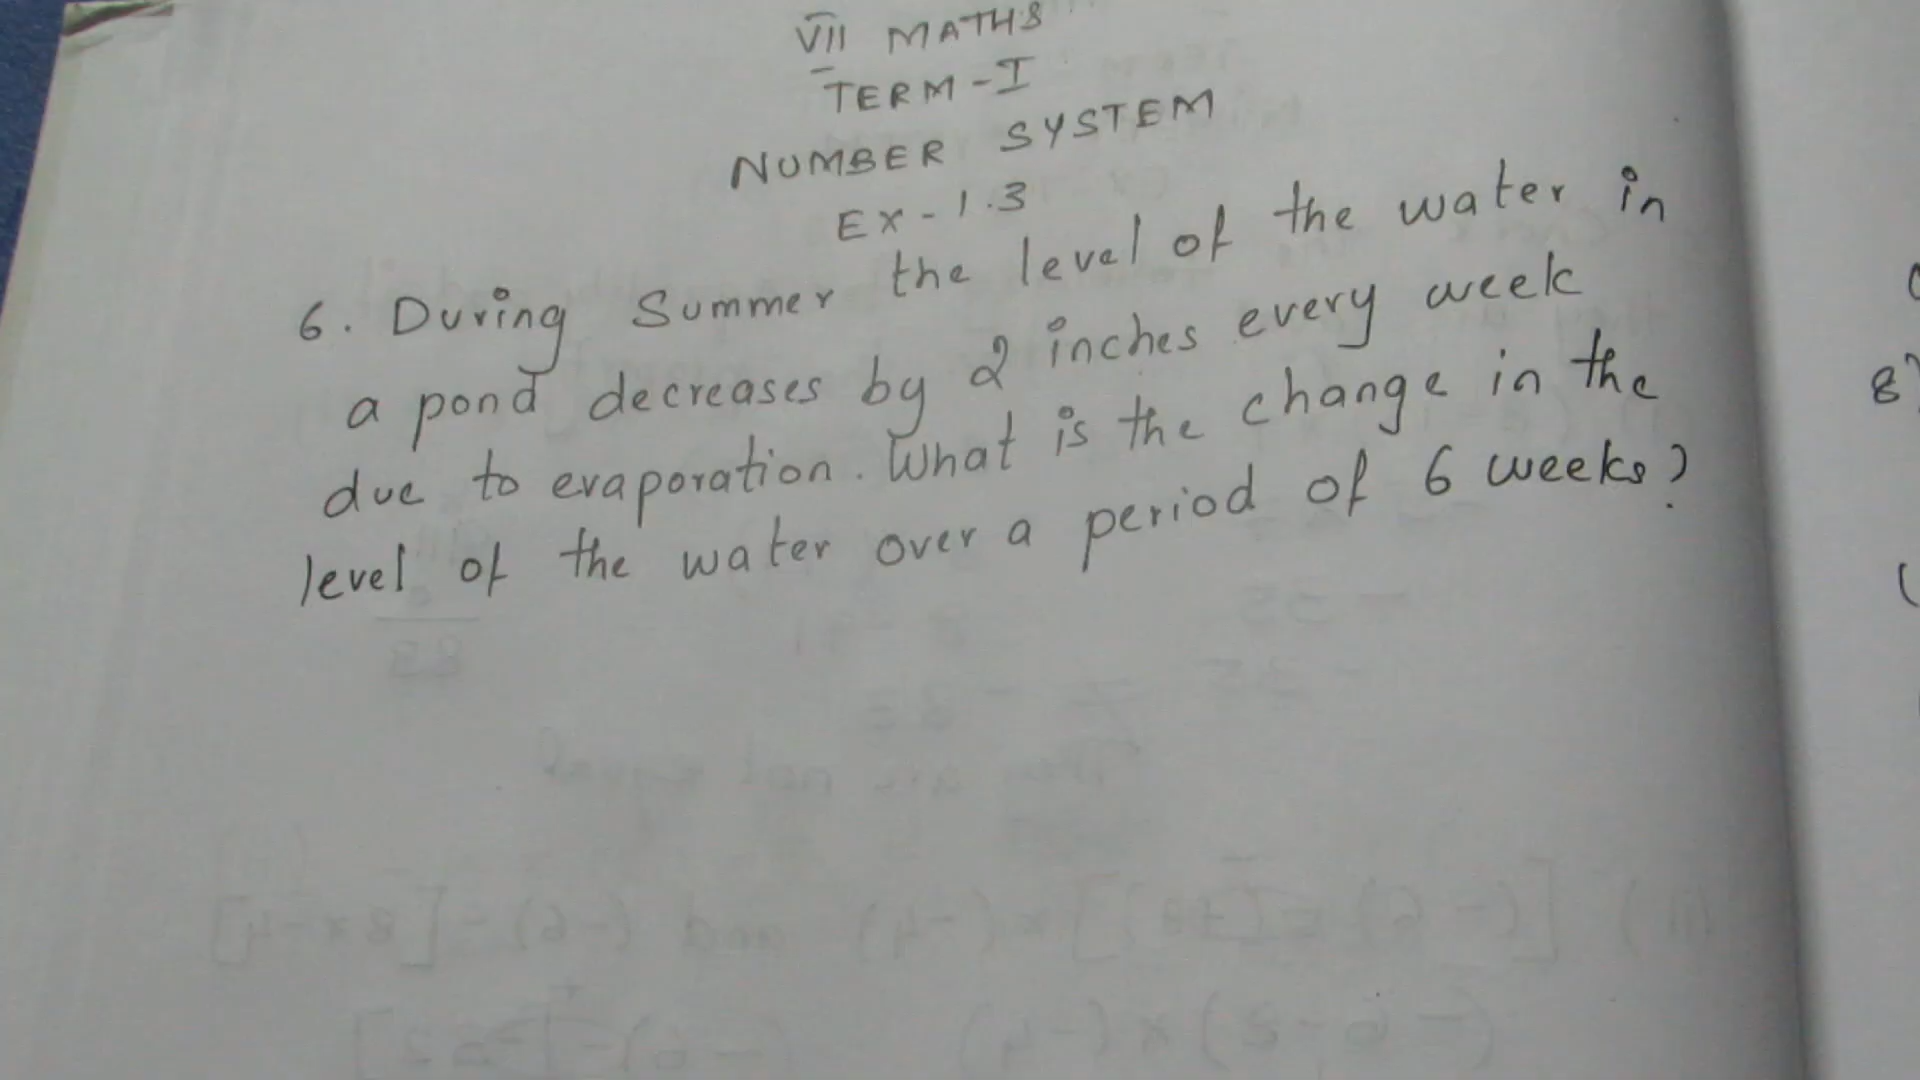 VII MATHS
TERM-I
NUMBER SYSTEM
Ex-1.3
6. During Summer the level of the water in
a pond decreases by 2 inches every week
due to evaporation. What is the change in the
level of the water over a period of 6 weeks?
8)
(